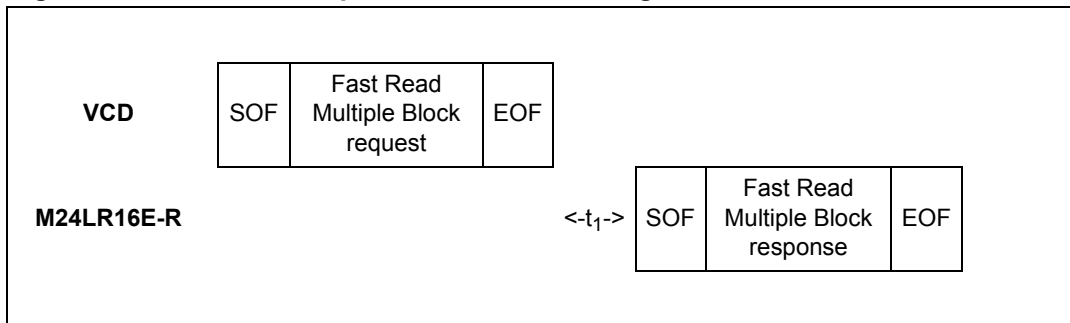 VCD
SOF
Fast Read
Multiple Block
request
EOF
M24LR16E-R
<-t1->
SOF
Fast Read
Multiple Block
response
EOF